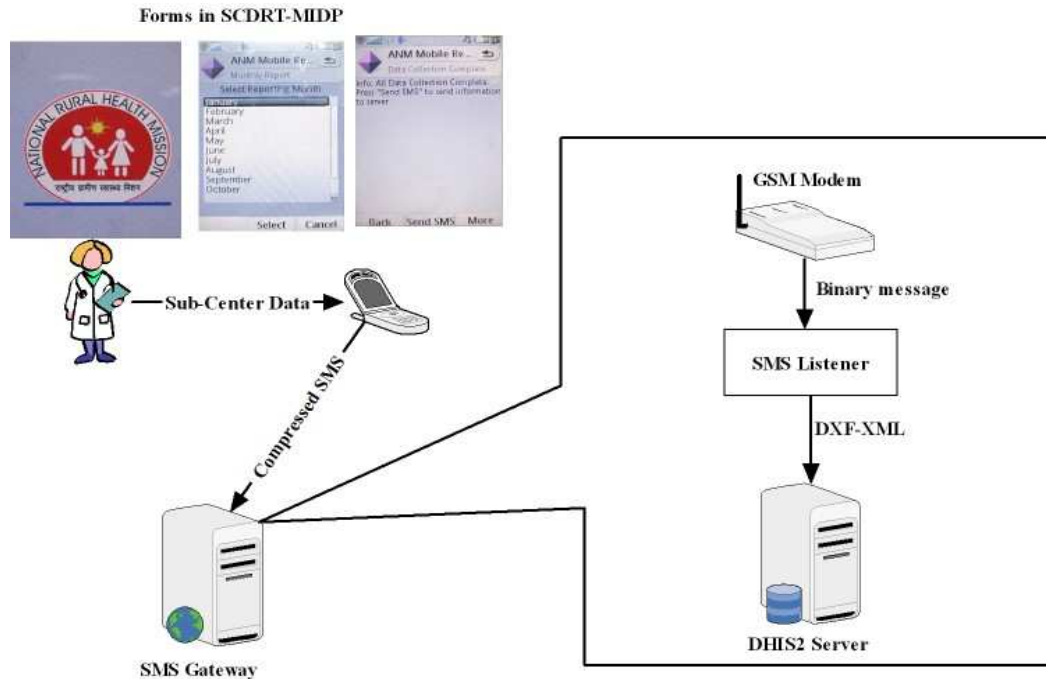 Forms in SCDRT-MIDP
NATIONAL RURAL HEALTH MISSION
राष्ट्रीय ग्रामीण स्वास्थ्य मिशन
ANM Mobile Re...
Monthly Report
Select Reporting Month
January
February
March
April
May
June
July
August
September
October
Select Cancel
ANM Mobile Re...
Data Collection Complete
Info: All Data Collection Complete.
Press "Send SMS" to send information
to server
Back Send SMS More
Sub-Center Data
Compressed SMS
SMS Gateway
GSM Modem
Binary message
SMS Listener
DXF-XML
DHIS2 Server